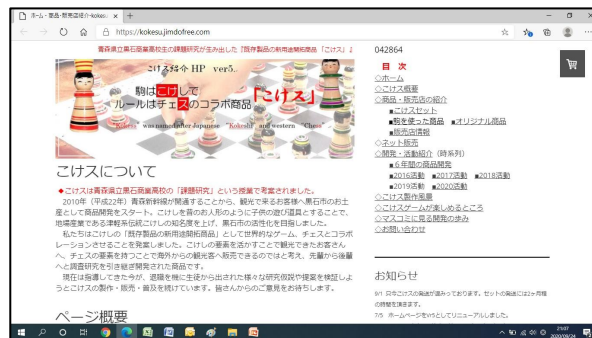 ホーム - 商品・販売店紹介-kokesu
https://kokesu.jimdofree.com
青森県立黒石商業高校生の課題研究が生み出した『既存製品の新用途開拓商品「こけス」』
こけス紹介 HP ver5..
駒はこけしで
ルールはチェスのコラボ商品
「こけス」
"Kokesu" was named after Japanese "Kokeshi" and western "Chess".
こけスについて
◆こけスは青森県立黒石商業高校の「課題研究」という授業で考案されました。
2010年（平成22年）青森新幹線が開通することから、観光で来るお客様へ黒石市のお土
産として商品開発をスタート。こけしを昔のお人形のように子供の遊び道具とすることで、
地場産業である津軽系伝統こけしの知名度を上げ、黒石市の活性化を目指しました。
私たちはこけしの「既存製品の新用途開拓商品」として世界的なゲーム、チェスとコラボ
レーションさせることを発案しました。こけしの要素を活かすことで観光できたお客さん
へ、チェスの要素を持つことで海外からの観光客へ販売できるのではと考え、先輩から後輩
へと調査研究を引き継ぎ開発された商品です。
現在は指導してきた今が、退職を機に生徒から出された様々な研究仮説や提案を検証しよ
うとこけスの製作・販売・普及を続けています。皆さんからのご意見をお待ちします。
ページ概要
042864
目 次
◇ホーム
◇こけス概要
◇商品・販売店の紹介
■こけスセット
■駒を使った商品 ■オリジナル商品
■販売店情報
◇ネット販売
◇開発・活動紹介（時系列）
■６年間の商品開発
■2016活動 ■2017活動 ■2018活動
■2019活動 ■2020活動
◇こけス製作風景
◇こけスゲームが楽しめるところ
◇マスコミに見る開発の歩み
◇お問い合わせ
お知らせ
9/1 只今こけスの発送が混みっております。セットの発送には2ヶ月程
の時間を頂きます。
7/5 ホームページをV5としてリニューアルしました。
21:07
2020/09/24